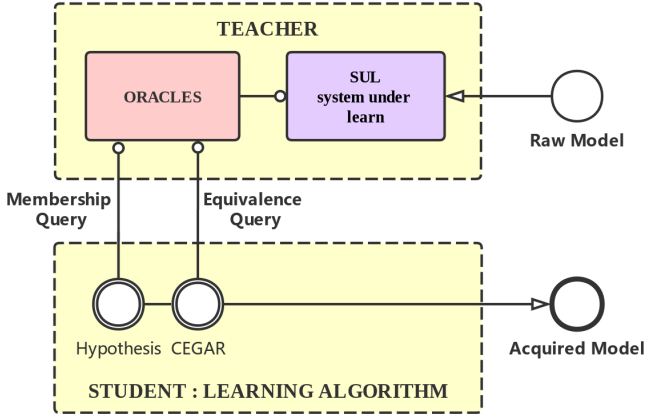 TEACHER
ORACLES
SUL
system under
learn
Raw Model
Membership
Query
Equivalence
Query
Hypothesis
CEGAR
Acquired Model
STUDENT : LEARNING ALGORITHM